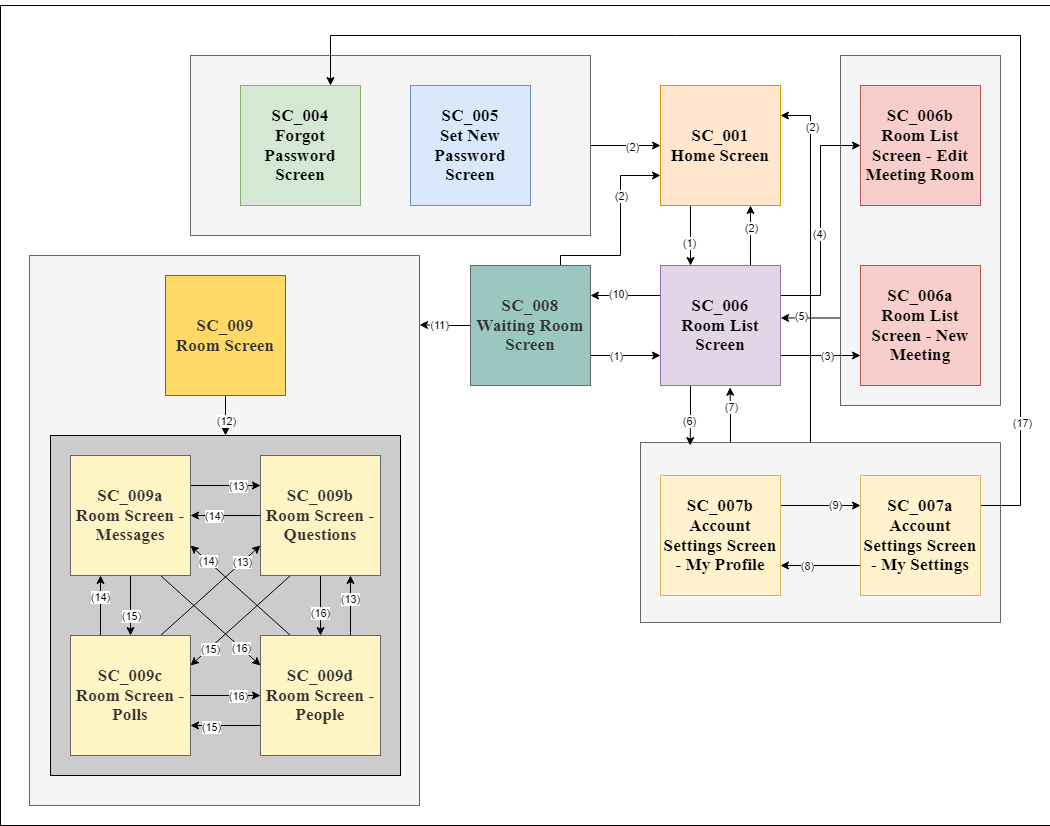 SC_004
Forgot
Password
Screen
SC_005
Set New
Password
Screen
(2)
SC_001
Home Screen
(2)
SC_006b
Room List
Screen - Edit
Meeting Room
(2)
(1)
(2)
(4)
SC_009
Room Screen
(11)
SC_008
Waiting Room
Screen
(10)
(1)
SC_006
Room List
Screen
(5)
(3)
SC_006a
Room List
Screen - New
Meeting
(12)
(6)
(7)
(17)
SC_009a
Room Screen -
Messages
(13)
(14)
SC_009b
Room Screen -
Questions
SC_007b
Account
Settings Screen
- My Profile
(9)
(8)
SC_007a
Account
Settings Screen
- My Settings
(14)
(13)
(14)
(15)
(16)
(13)
(15)
(16)
SC_009c
Room Screen -
Polls
(16)
(15)
SC_009d
Room Screen -
People